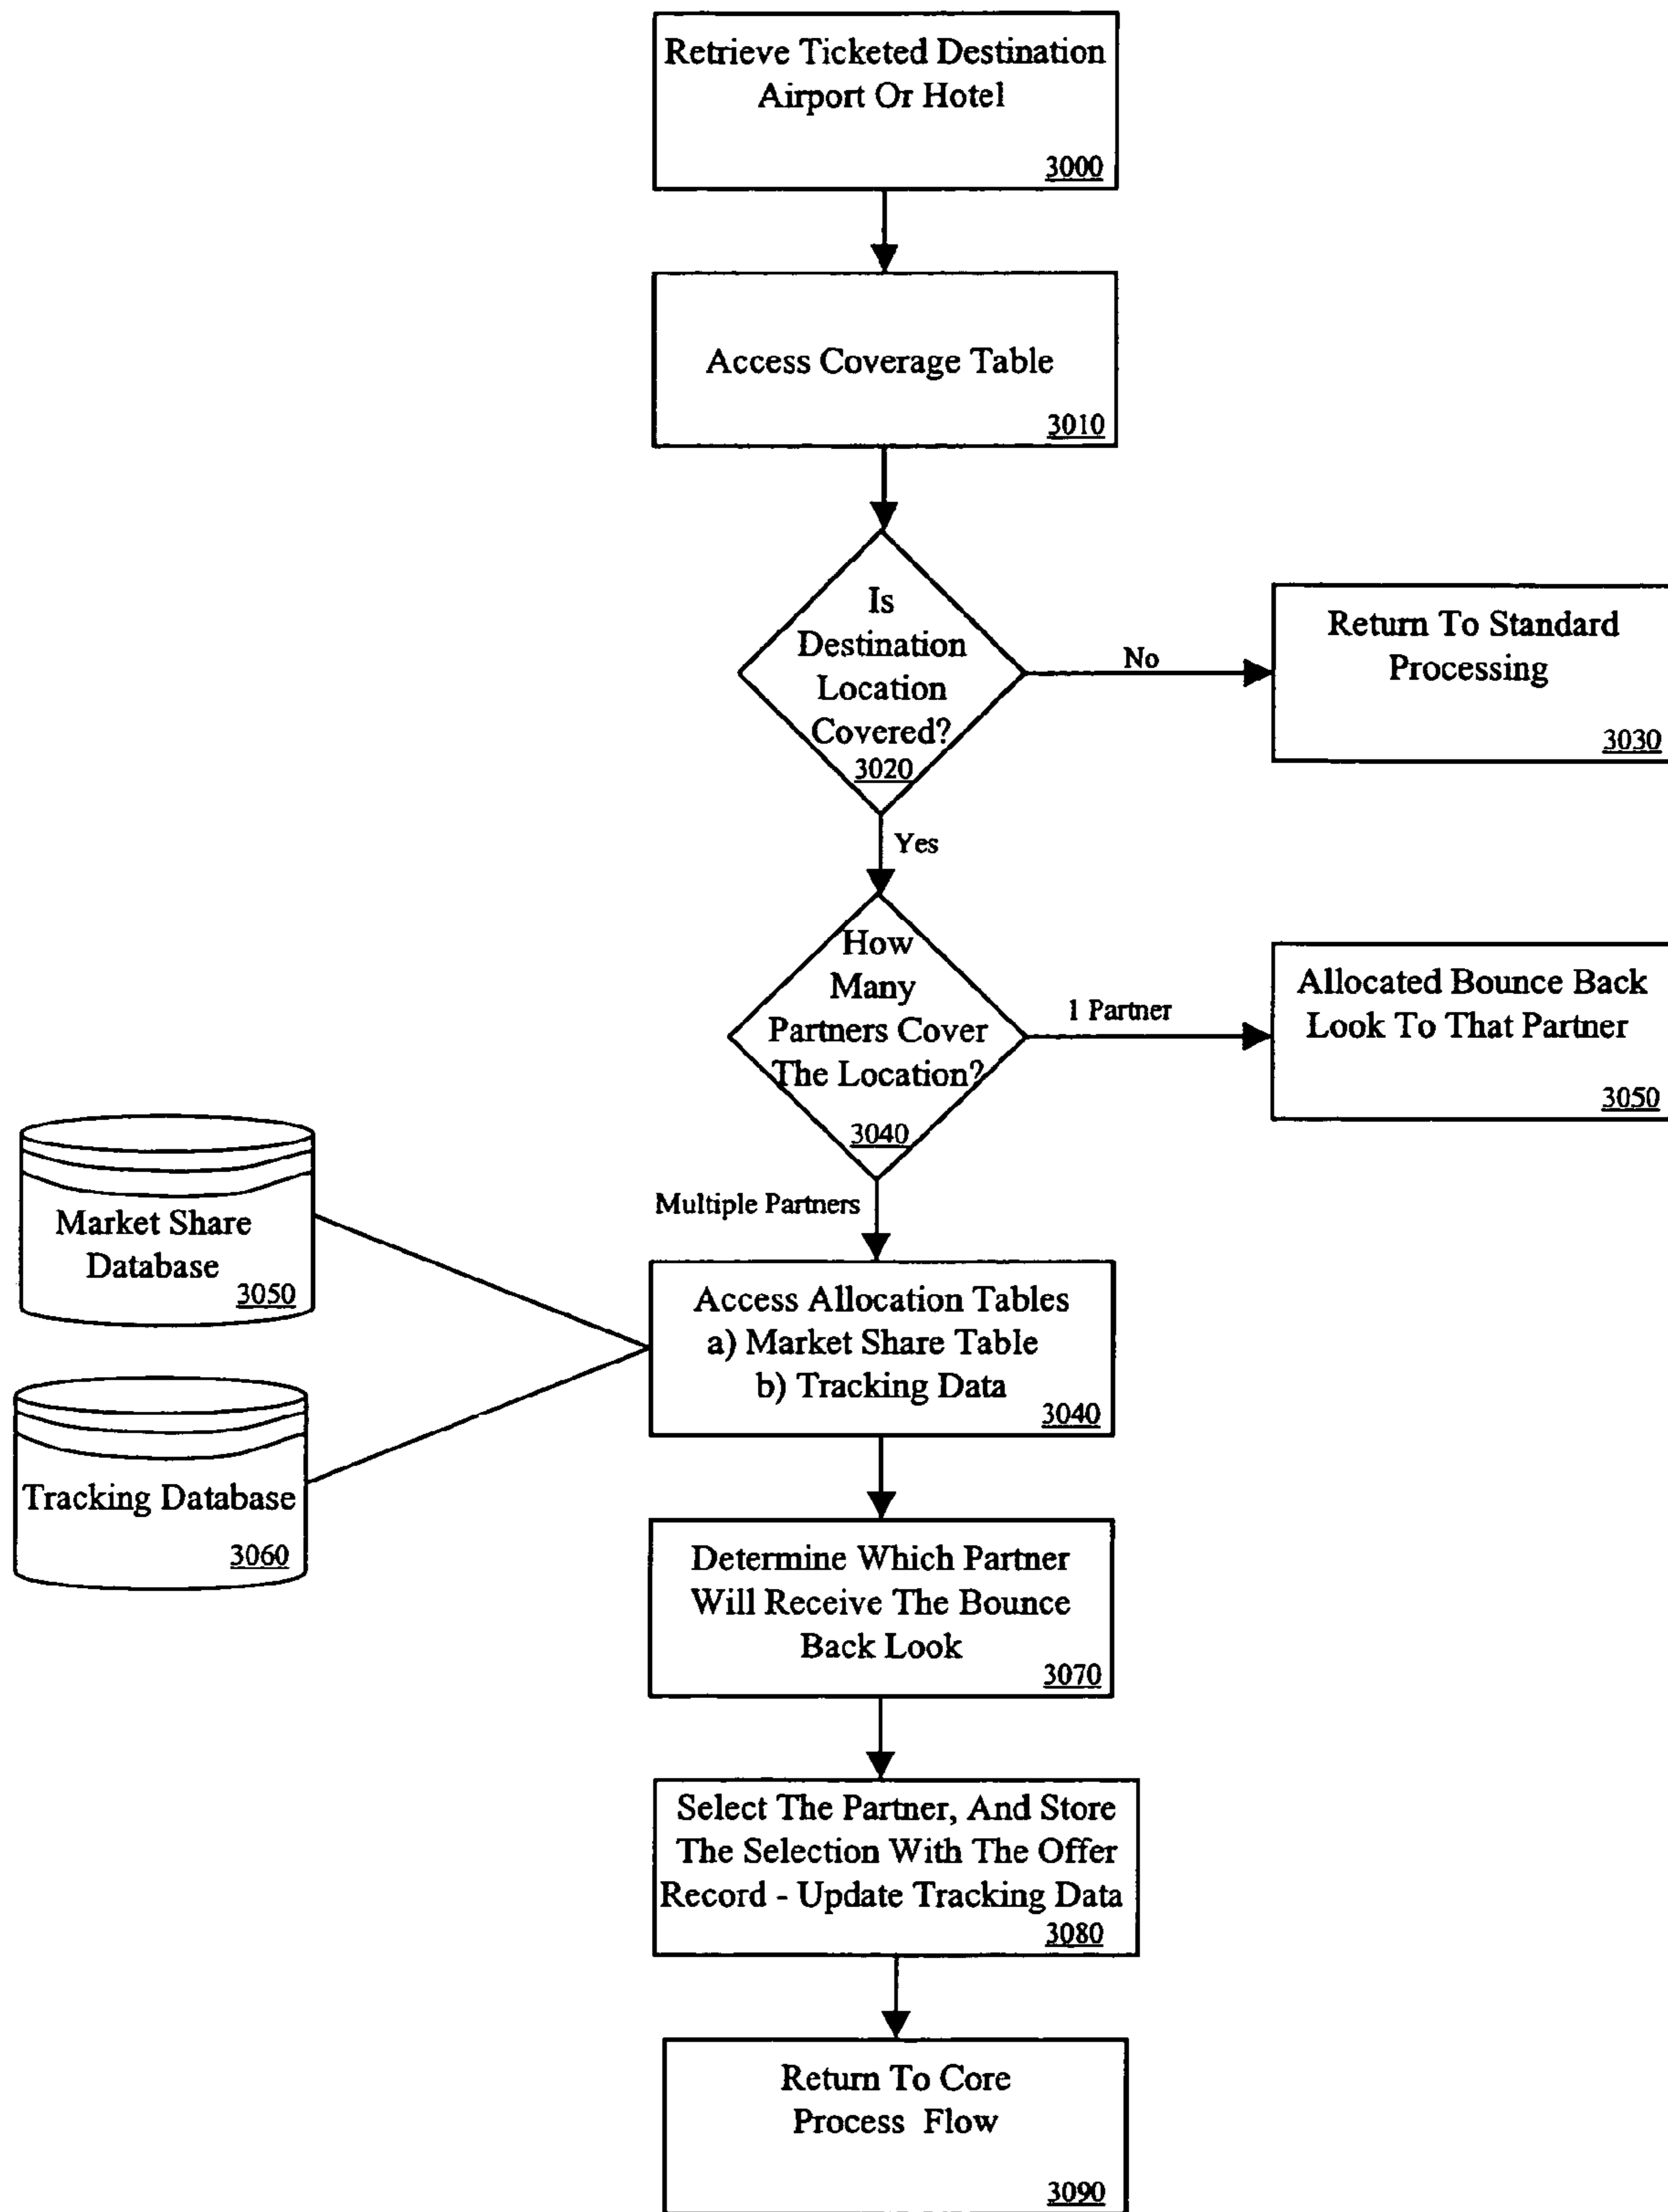 Retrieve Ticketed Destination
Airport Or Hotel
3000
Access Coverage Table
3010
Is
Destination
Location
Covered?
3020
No
Return To Standard
Processing
3030
Yes
How
Many
Partners Cover
The Location?
3040
1 Partner
Allocated Bounce Back
Look To That Partner
3050
Multiple Partners
Market Share
Database
3050
Tracking Database
3060
Access Allocation Tables
a) Market Share Table
b) Tracking Data
3040
Determine Which Partner
Will Receive The Bounce
Back Look
3070
Select The Partner, And Store
The Selection With The Offer
Record - Update Tracking Data
3080
Return To Core
Process Flow
3090